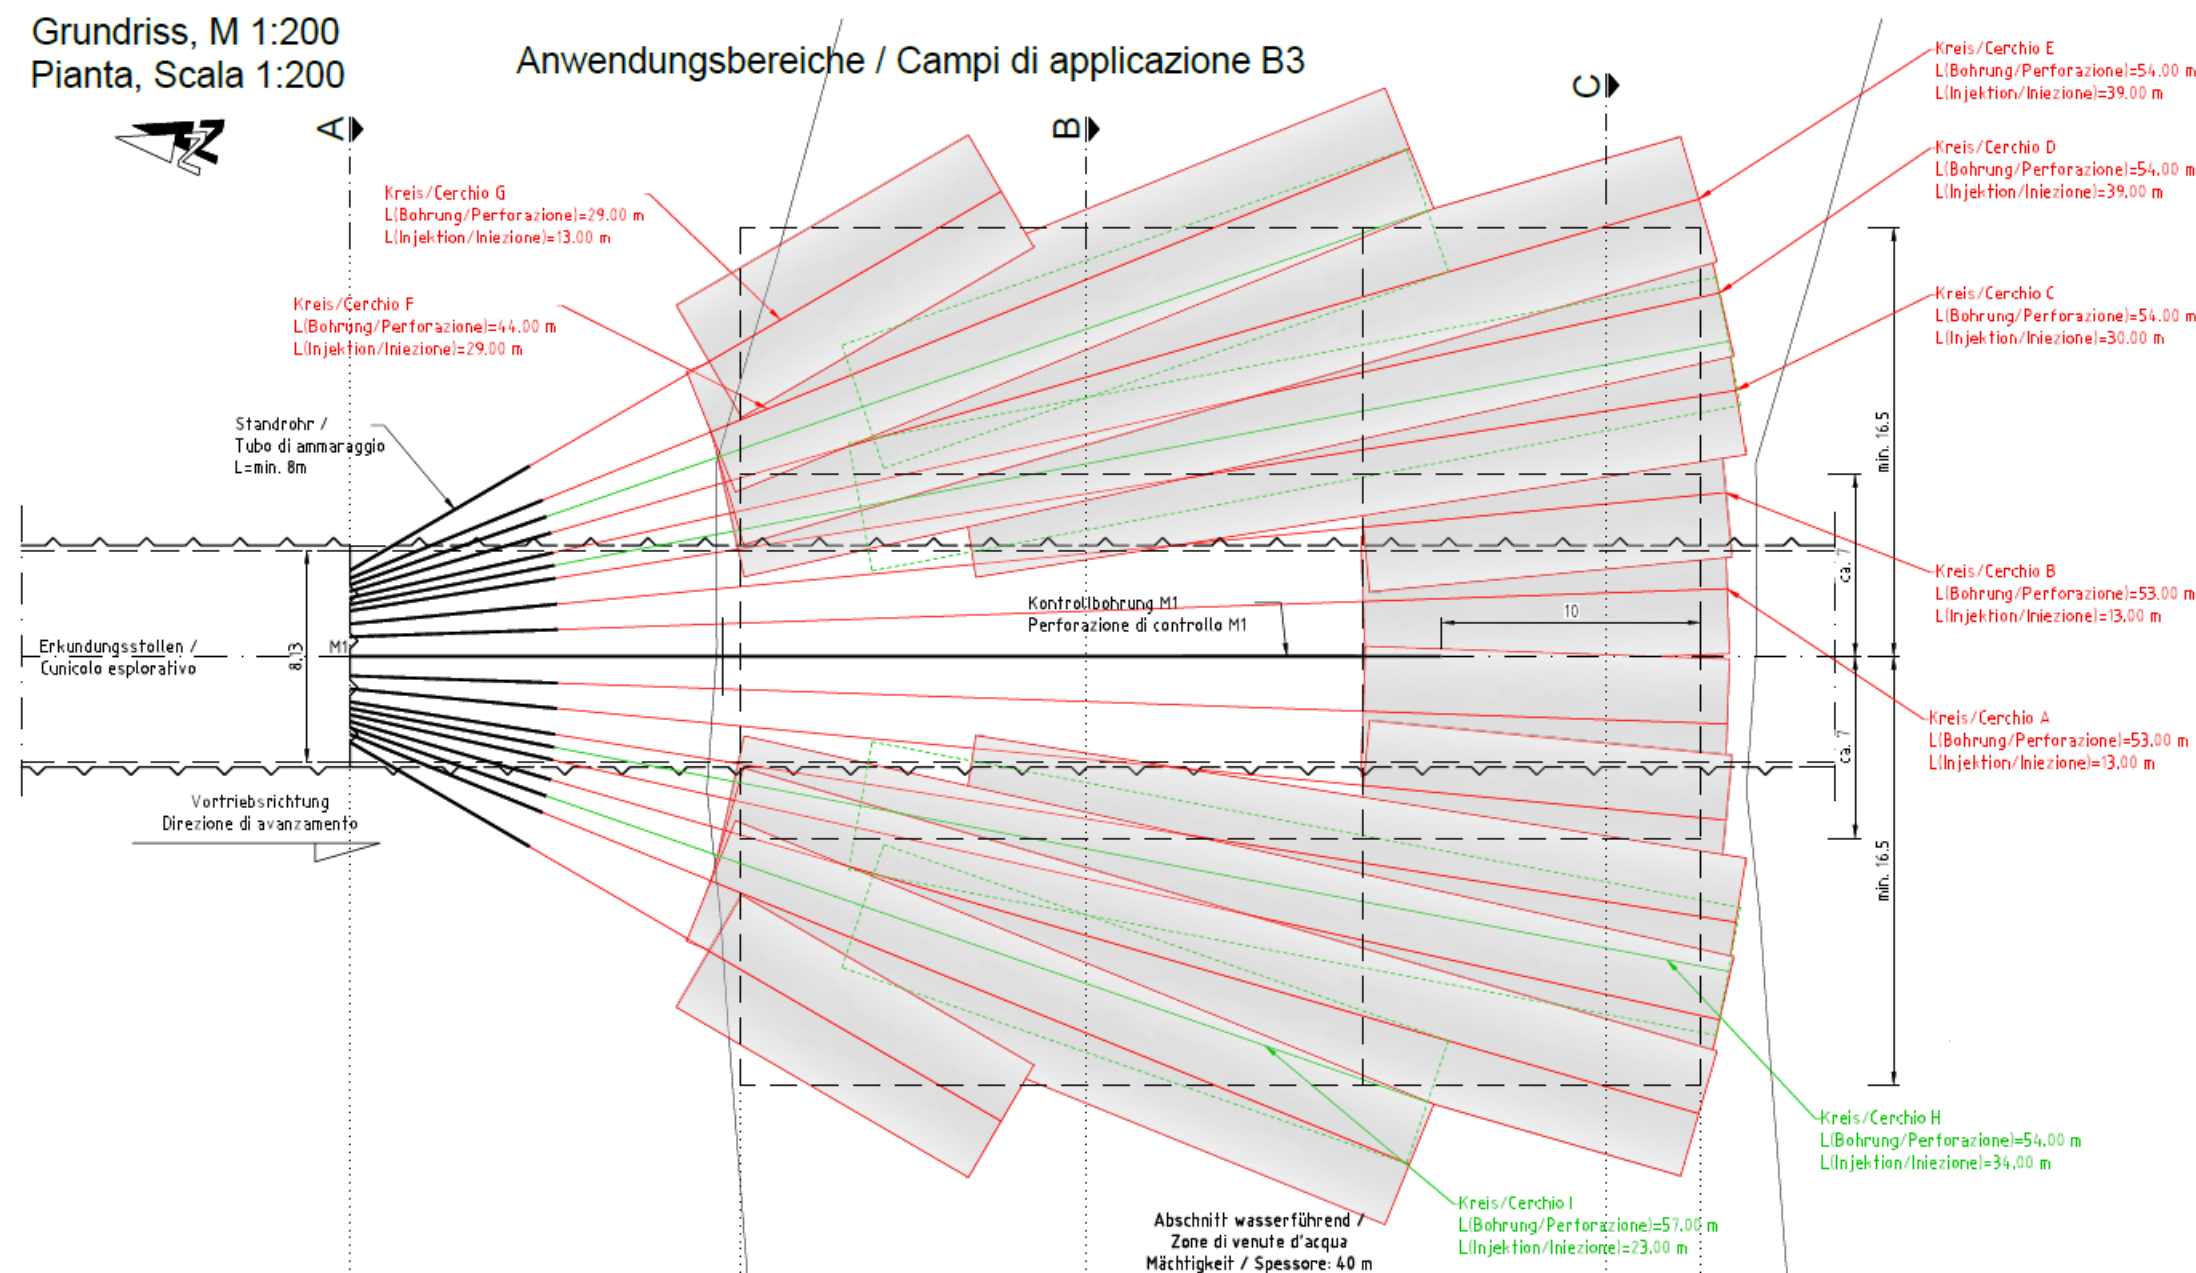 Grundriss, M 1:200
Pianta, Scala 1:200
Anwendungsbereiche / Campi di applicazione B3
A
B
C
Kreis/Cerchio E
L(Bohrung/Perforazione)=54.00 m
L(Injektion/Iniezione)=39.00 m
Kreis/Cerchio D
L(Bohrung/Perforazione)=54.00 m
L(Injektion/Iniezione)=39.00 m
Kreis/Cerchio G
L(Bohrung/Perforazione)=29.00 m
L(Injektion/Iniezione)=13.00 m
Kreis/Cerchio F
L(Bohrung/Perforazione)=44.00 m
L(Injektion/Iniezione)=29.00 m
Kreis/Cerchio C
L(Bohrung/Perforazione)=54.00 m
L(Injektion/Iniezione)=30.00 m
Standrohr /
Tubo di ammaraggio
L=min. 8m
min. 16.5
ca. 7
Kreis/Cerchio B
L(Bohrung/Perforazione)=53.00 m
L(Injektion/Iniezione)=13.00 m
Kontrollbohrung M1
Perforazione di controllo M1
10
Erkundungsstollen /
Cunicolo esplorativo
8.13
M1
Kreis/Cerchio A
L(Bohrung/Perforazione)=53.00 m
L(Injektion/Iniezione)=13.00 m
ca. 7
min. 16.5
Vortriebsrichtung
Direzione di avanzamento
Kreis/Cerchio H
L(Bohrung/Perforazione)=54.00 m
L(Injektion/Iniezione)=34.00 m
Kreis/Cerchio I
L(Bohrung/Perforazione)=57.00 m
L(Injektion/Iniezione)=23.00 m
Abschnitt wasserführend /
Zone di venute d'acqua
Mächtigkeit / Spessore: 40 m